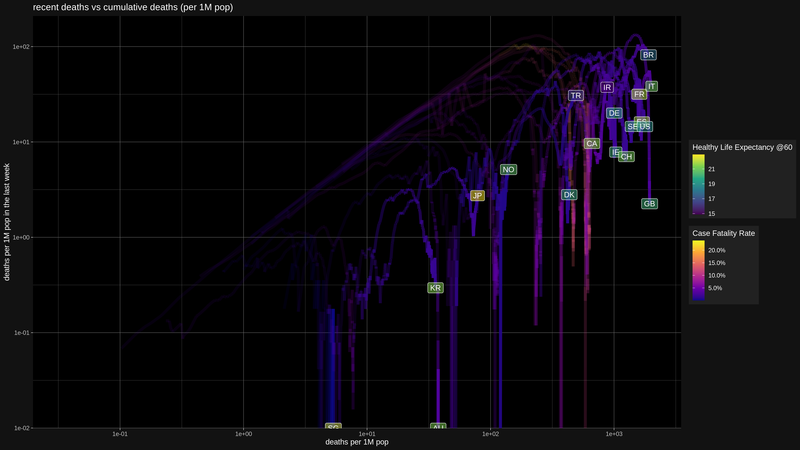 recent deaths vs cumulative deaths (per 1M pop)
1e+02
1e+01
1e+00
1e-01
1e-02
deaths per 1M pop in the last week
BR
IT
IR
FR
TR
DE
SE
US
CA
IE
CH
NO
JP
DK
GB
KR
SG
AU
1e-01
1e+00
1e+01
1e+02
1e+03
deaths per 1M pop
Healthy Life Expectancy @60
21
19
17
15
Case Fatality Rate
20.0%
15.0%
10.0%
5.0%